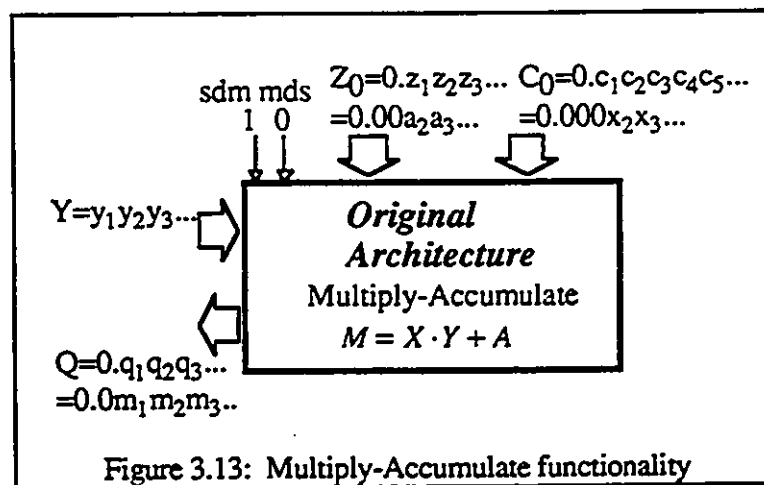 sdm mds
1 0
Z₀=0.z₁z₂z₃...
=0.00a₂a₃...
C₀=0.c₁c₂c₃c₄c₅...
=0.000x₂x₃...
Y=y₁y₂y₃...
Original
Architecture
Multiply-Accumulate
M = X · Y + A
Q=0.q₁q₂q₃...
=0.0m₁m₂m₃..
Figure 3.13: Multiply-Accumulate functionality